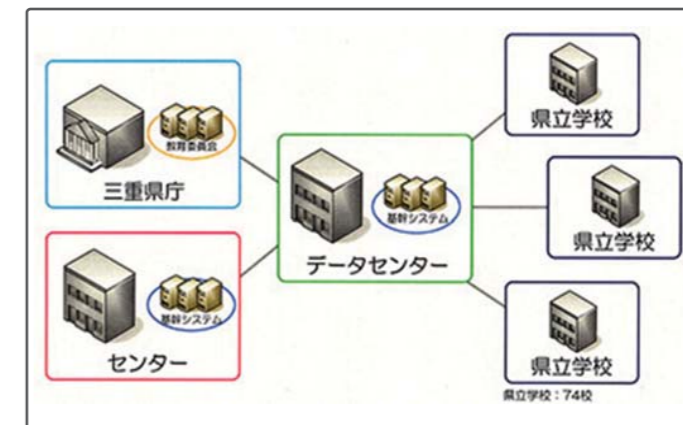 教育委員会
三重県庁
基幹システム
センター
基幹システム
データセンター
県立学校
県立学校
県立学校
県立学校：74校